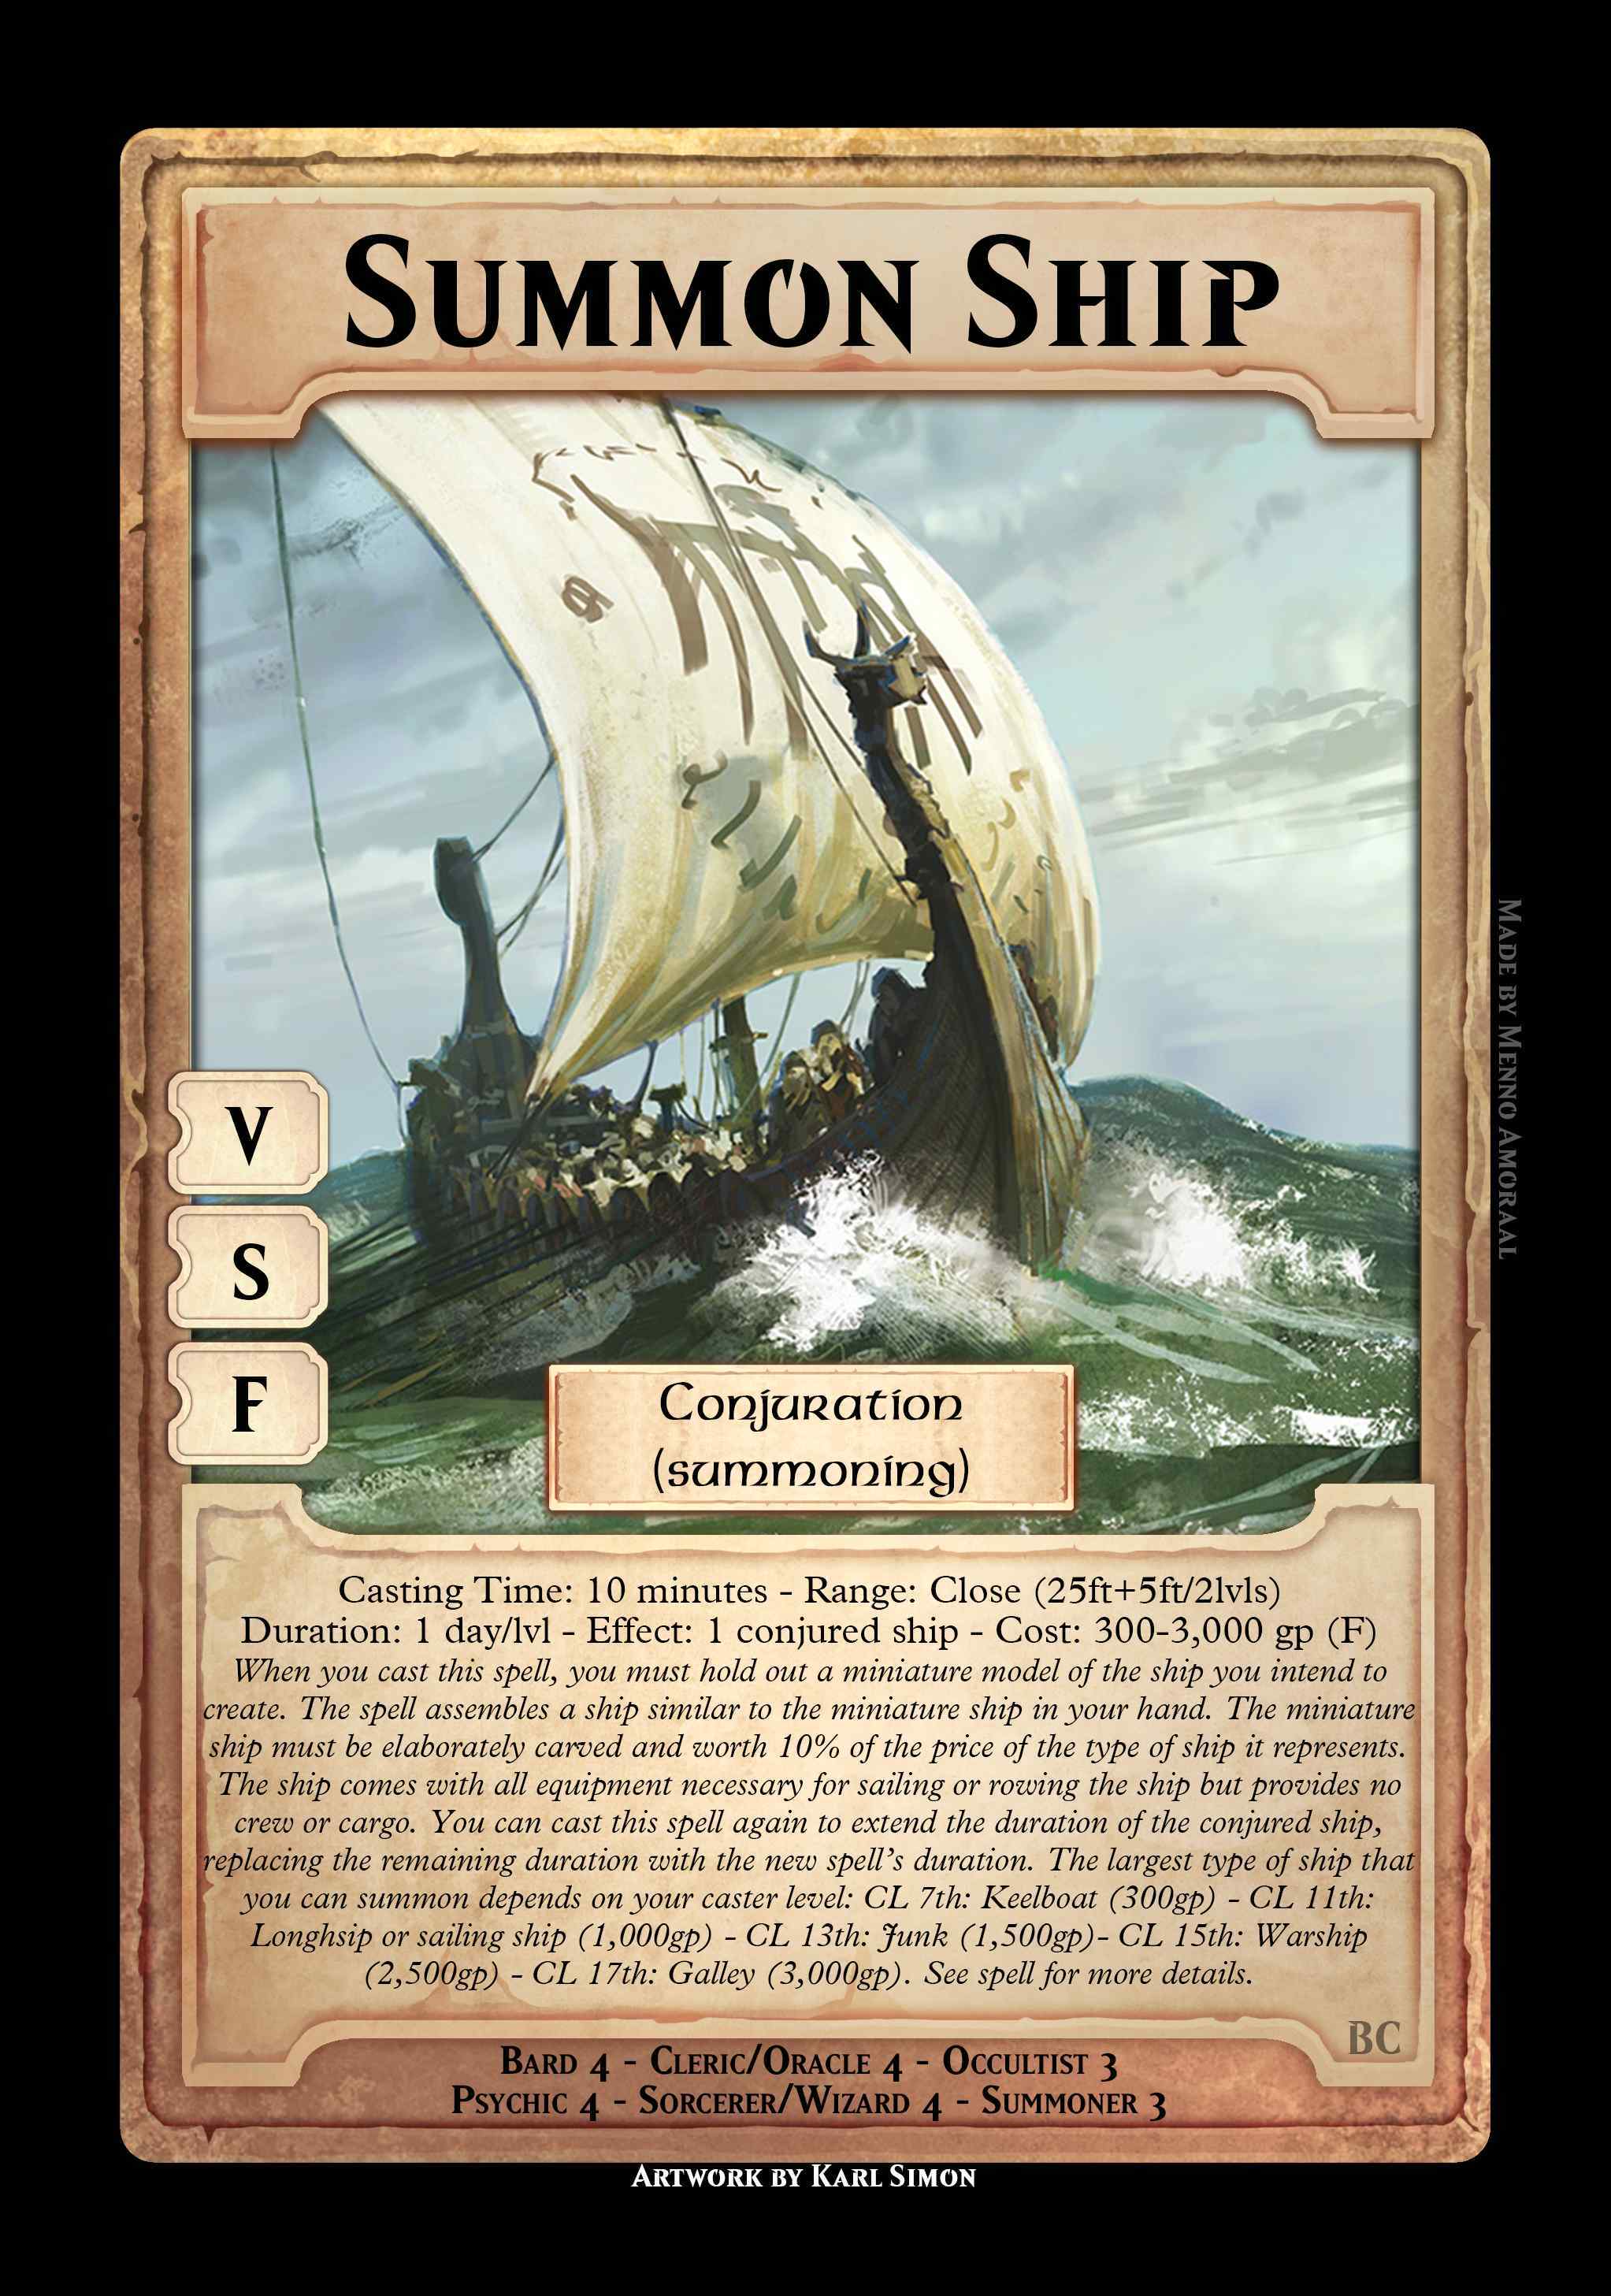 Summon Ship
V
S
F
Conjuration
(summoning)
Casting Time: 10 minutes - Range: Close (25ft+5ft/2lvls)
Duration: 1 day/lvl - Effect: 1 conjured ship - Cost: 300-3,000 gp (F)
When you cast this spell, you must hold out a miniature model of the ship you intend to
create. The spell assembles a ship similar to the miniature ship in your hand. The miniature
ship must be elaborately carved and worth 10% of the price of the type of ship it represents.
The ship comes with all equipment necessary for sailing or rowing the ship but provides no
crew or cargo. You can cast this spell again to extend the duration of the conjured ship,
replacing the remaining duration with the new spell's duration. The largest type of ship that
you can summon depends on your caster level: CL 7th: Keelboat (300gp) - CL 11th:
Longhsip or sailing ship (1,000gp) - CL 13th: Junk (1,500gp)- CL 15th: Warship
(2,500gp) - CL 17th: Galley (3,000gp). See spell for more details.
BC
Bard 4 - Cleric/Oracle 4 - Occultist 3
Psychic 4 - Sorcerer/Wizard 4 - Summoner 3
Artwork by Karl Simon
Made by Menno Amoraal